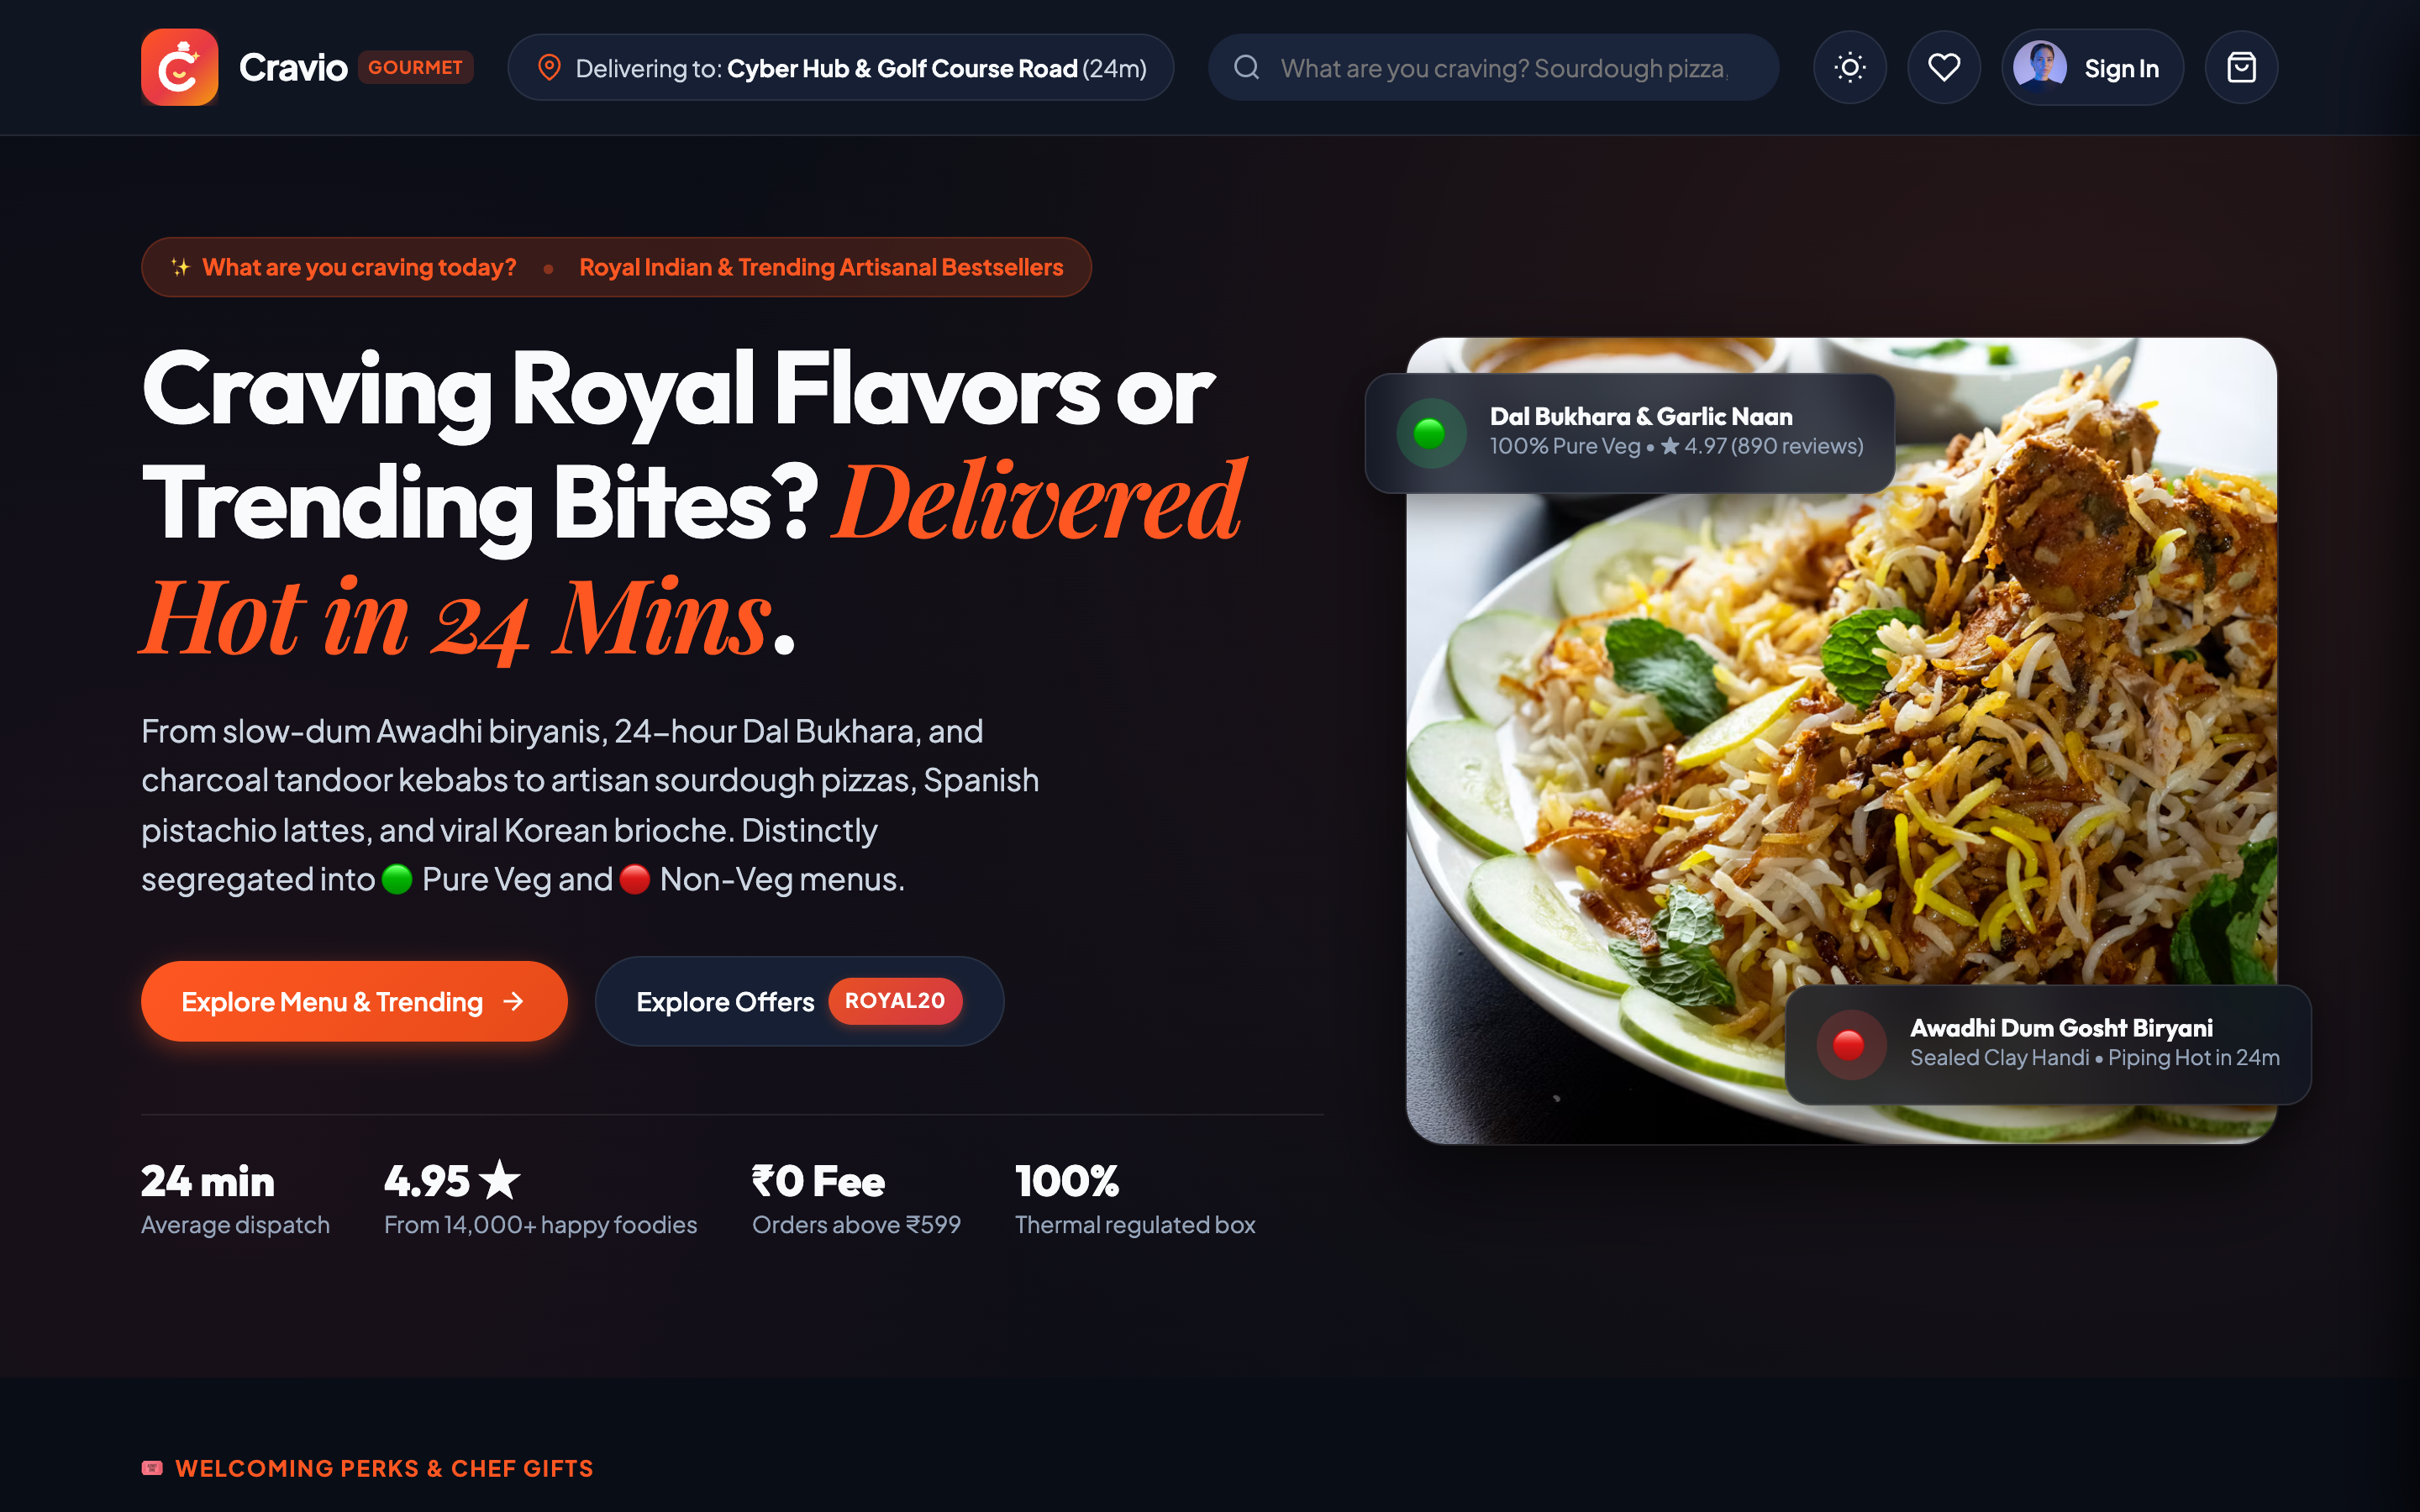 Cravio GOURMET
Delivering to: Cyber Hub & Golf Course Road (24m)
What are you craving? Sourdough pizza,
Sign In
✨ What are you craving today? • Royal Indian & Trending Artisanal Bestsellers
Craving Royal Flavors or
Trending Bites? Delivered
Hot in 24 Mins.
From slow-dum Awadhi biryanis, 24-hour Dal Bukhara, and
charcoal tandoor kebabs to artisan sourdough pizzas, Spanish
pistachio lattes, and viral Korean brioche. Distinctly
segregated into 🟢 Pure Veg and 🔴 Non-Veg menus.
Explore Menu & Trending →
Explore Offers ROYAL20
24 min
Average dispatch
4.95 ★
From 14,000+ happy foodies
₹0 Fee
Orders above ₹599
100%
Thermal regulated box
Dal Bukhara & Garlic Naan
100% Pure Veg • ★ 4.97 (890 reviews)
Awadhi Dum Gosht Biryani
Sealed Clay Handi • Piping Hot in 24m
WELCOMING PERKS & CHEF GIFTS